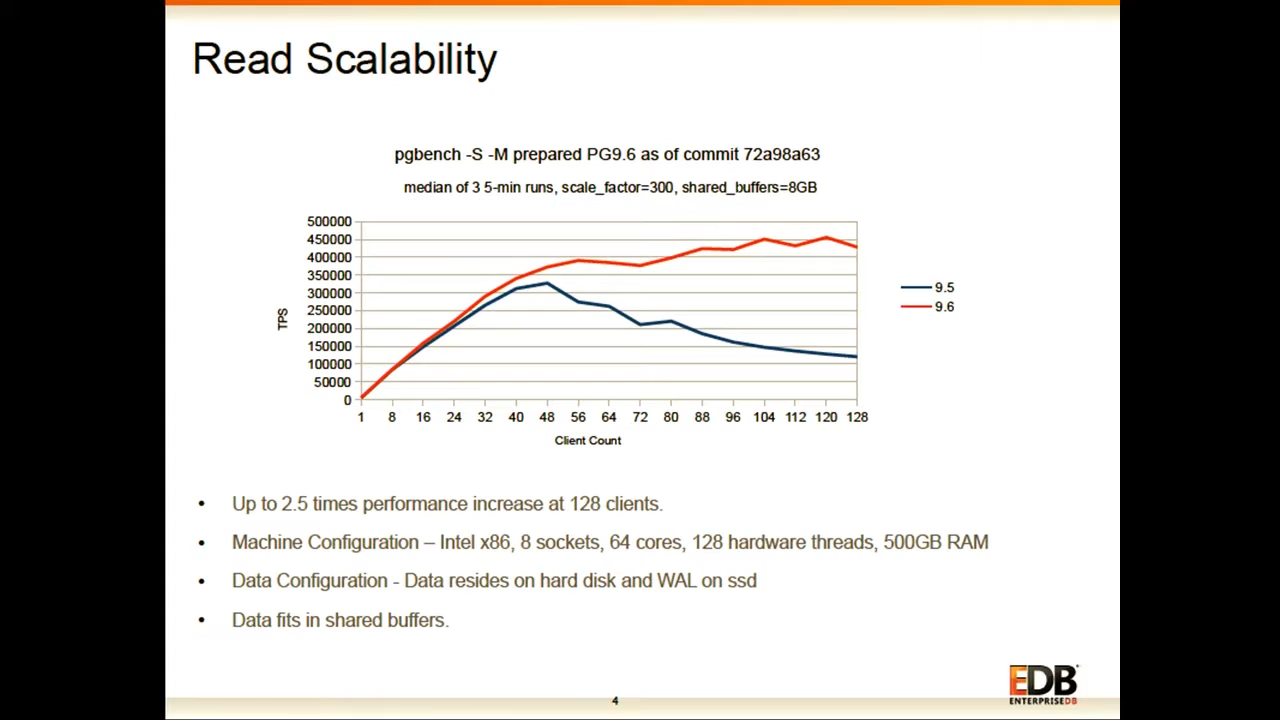 Read Scalability
pgbench -S -M prepared PG9.6 as of commit 72a98a63
median of 3 5-min runs, scale_factor=300, shared_buffers=8GB
500000
450000
400000
350000
300000
250000
200000
150000
100000
50000
0
TPS
1 8 16 24 32 40 48 56 64 72 80 88 96 104 112 120 128
Client Count
9.5
9.6
• Up to 2.5 times performance increase at 128 clients.
• Machine Configuration – Intel x86, 8 sockets, 64 cores, 128 hardware threads, 500GB RAM
• Data Configuration - Data resides on hard disk and WAL on ssd
• Data fits in shared buffers.
4
EDB
ENTERPRISEDB